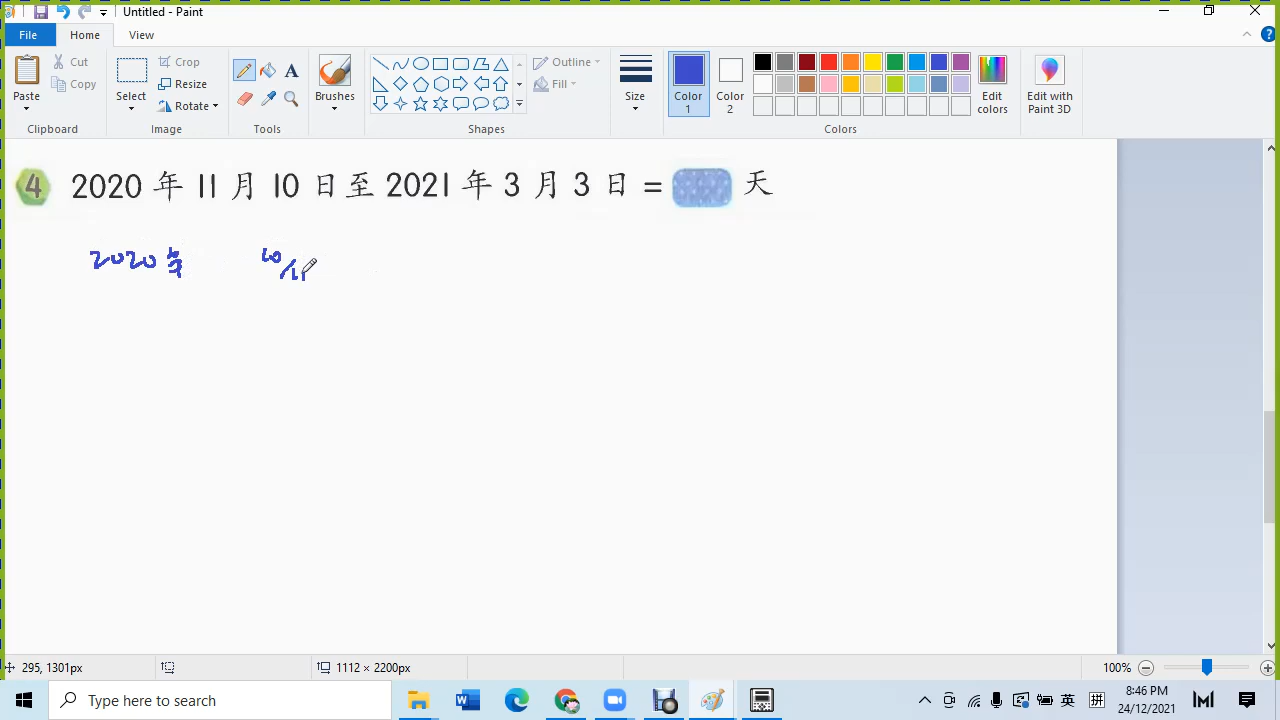 Untitled - Paint
File Home View
Paste Cut Copy Clipboard
Select Crop Resize Rotate Image
Tools
Brushes
Shapes Outline Fill
Size
Color 1 Color 2 Edit colors Colors
Edit with Paint 3D
4 2020 年 11 月 10 日至 2021 年 3 月 3 日 = 天
2020 年 10/11
295, 1301px 1112 × 2200px 100%
Type here to search
英 拼 8:46 PM 24/12/2021